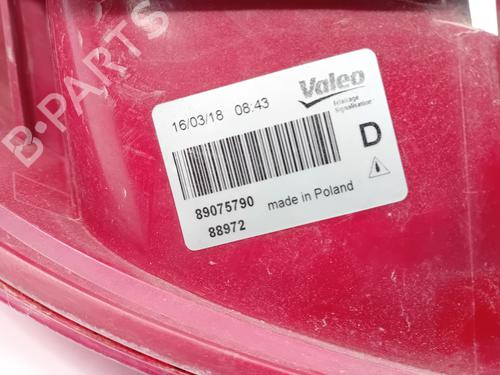 B-PARTS
16/03/18 08:43
Valeo
Eclairage
Signalisation
D
89075790 made in Poland
88972